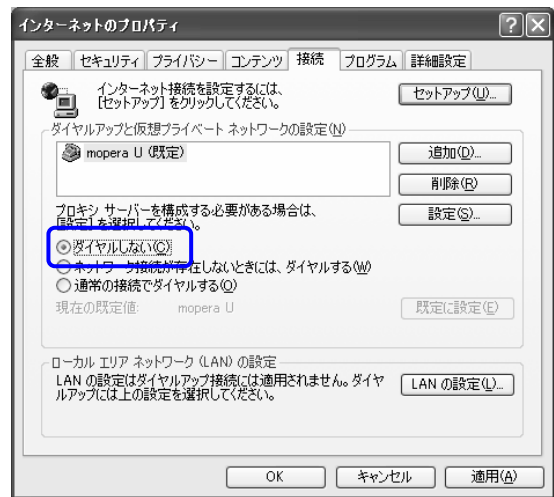 インターネットのプロパティ
全般 セキュリティ プライバシー コンテンツ 接続 プログラム 詳細設定
インターネット接続を設定するには、
[セットアップ] をクリックしてください。
セットアップ(U)...
ダイヤルアップと仮想プライベート ネットワークの設定(N)
mopera U (既定)
追加(D)...
削除(R)
プロキシ サーバーを構成する必要がある場合は、
[設定] を選択してください。
設定(S)...
ダイヤルしない(C)
ネットワーク接続が存在しないときには、ダイヤルする(W)
通常の接続でダイヤルする(O)
現在の既定値: mopera U
既定に設定(E)
ローカル エリア ネットワーク (LAN) の設定
LAN の設定はダイヤルアップ接続には適用されません。ダイヤ
ルアップには上の設定を選択してください。
LAN の設定(L)...
OK キャンセル 適用(A)